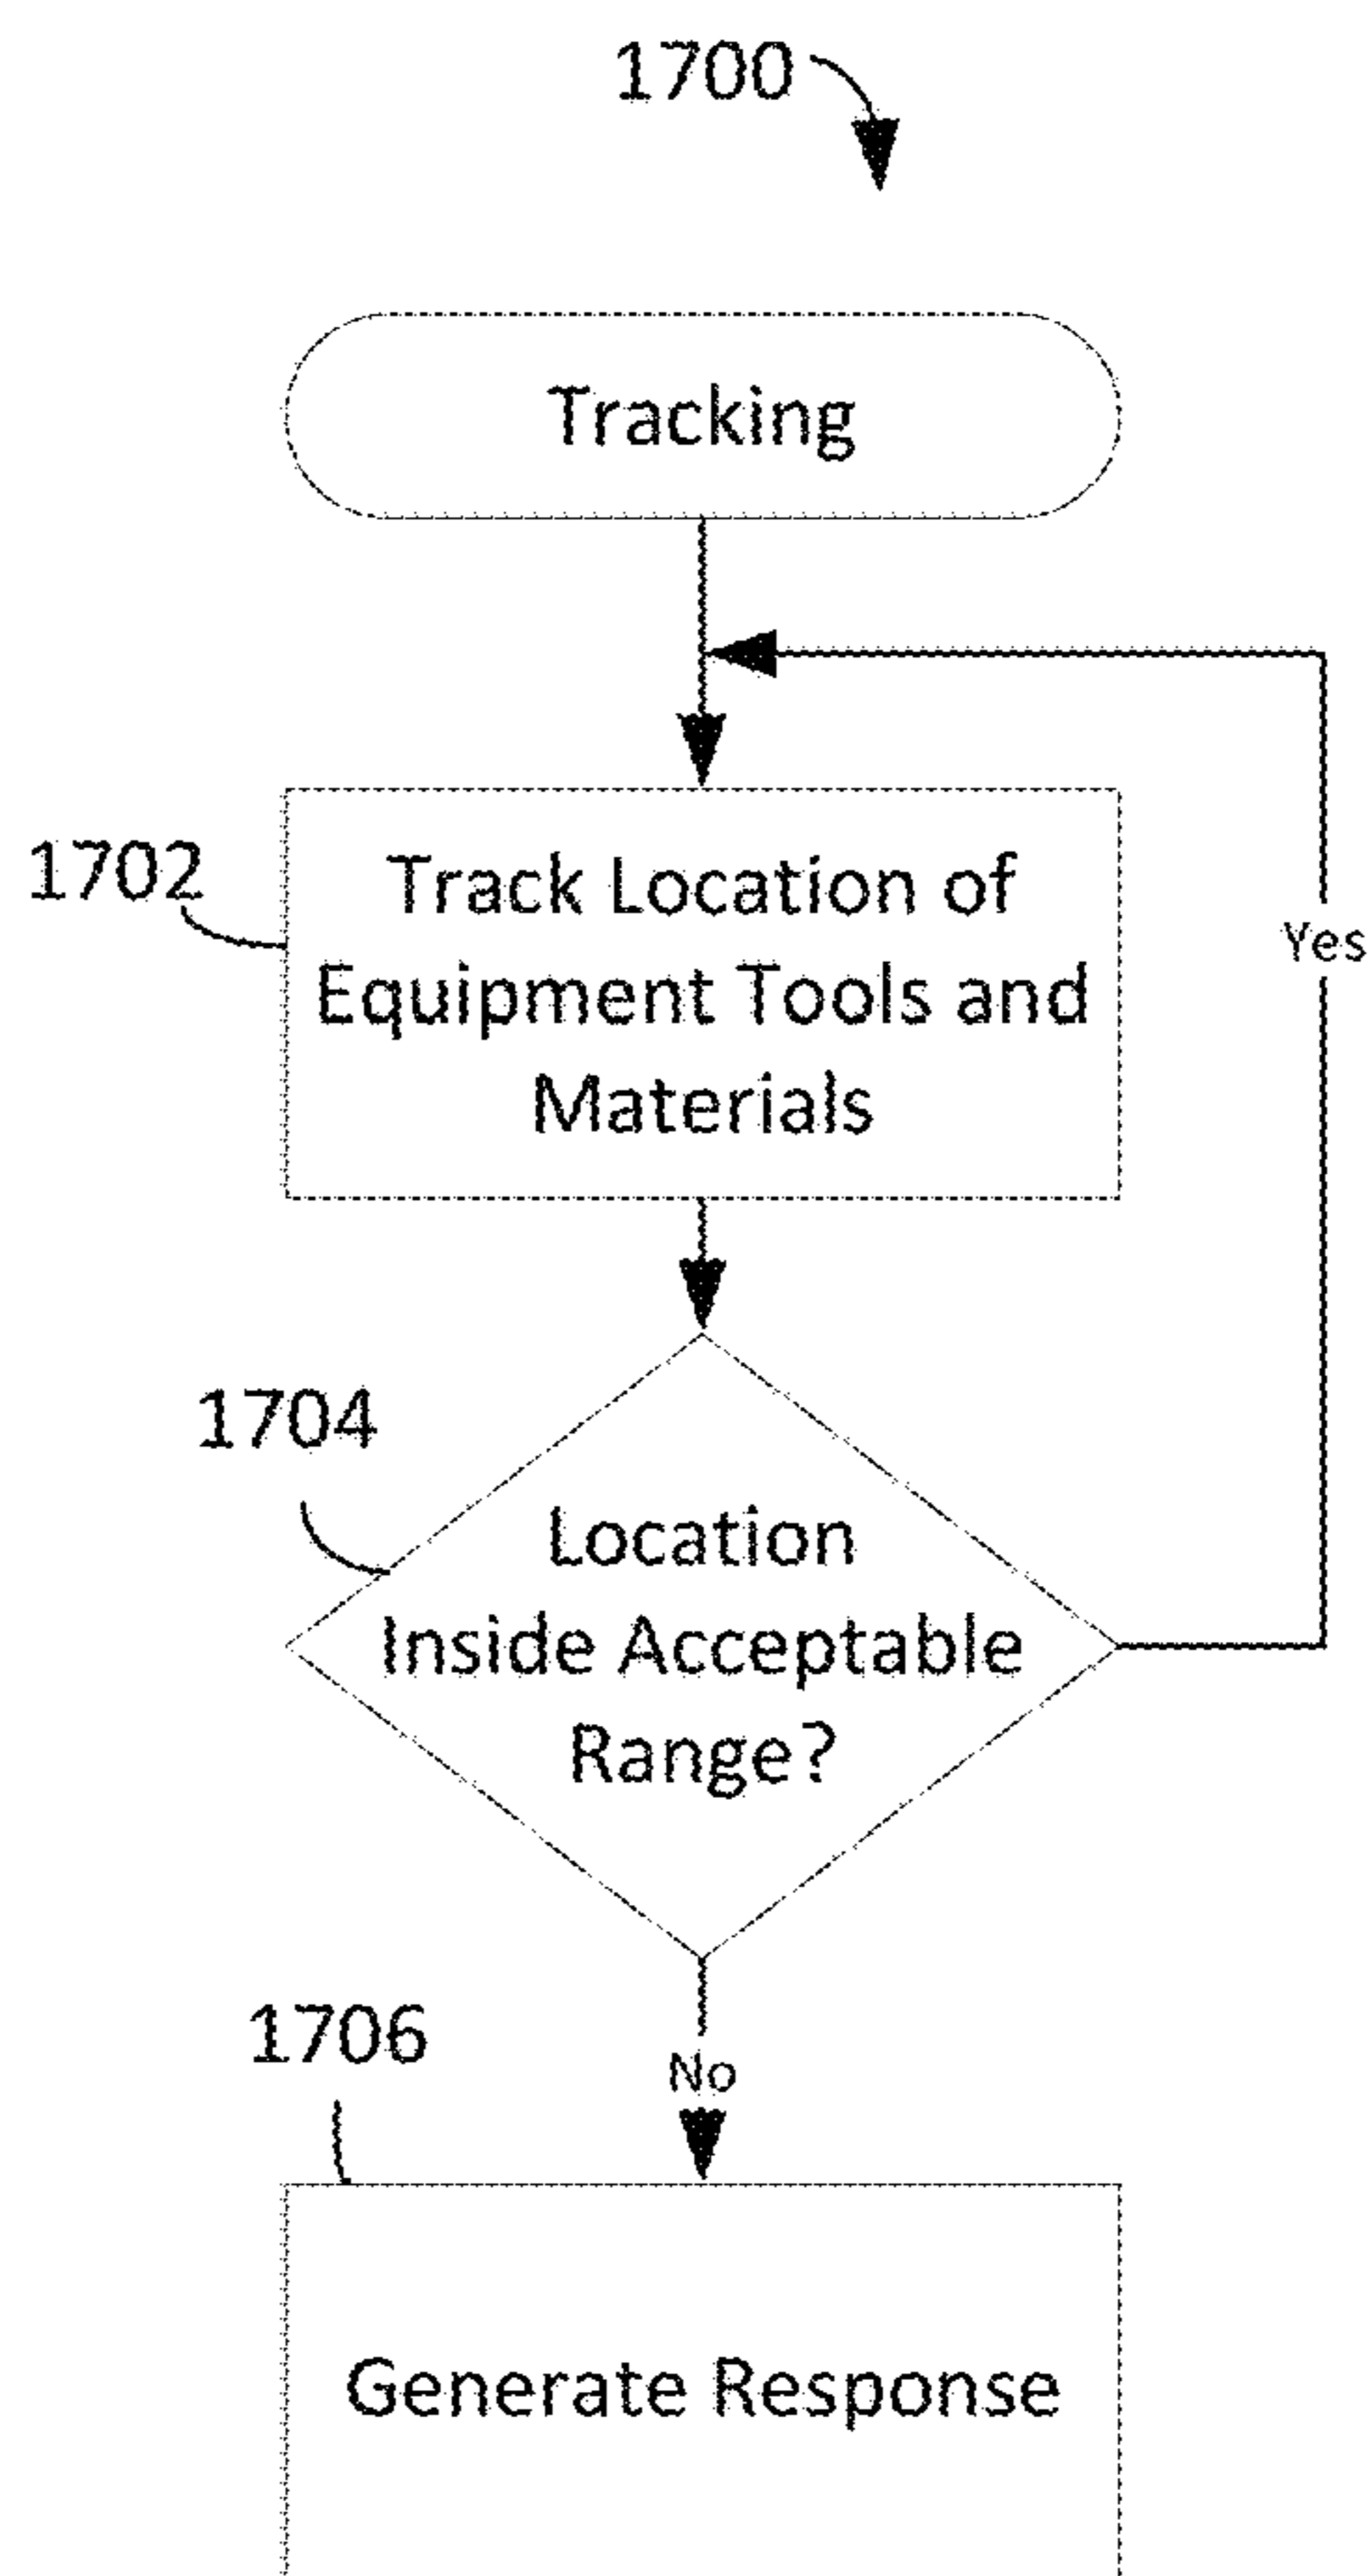 1700
Tracking
1702
Track Location of
Equipment Tools and
Materials
Yes
1704
Location
Inside Acceptable
Range?
1706
No
Generate Response